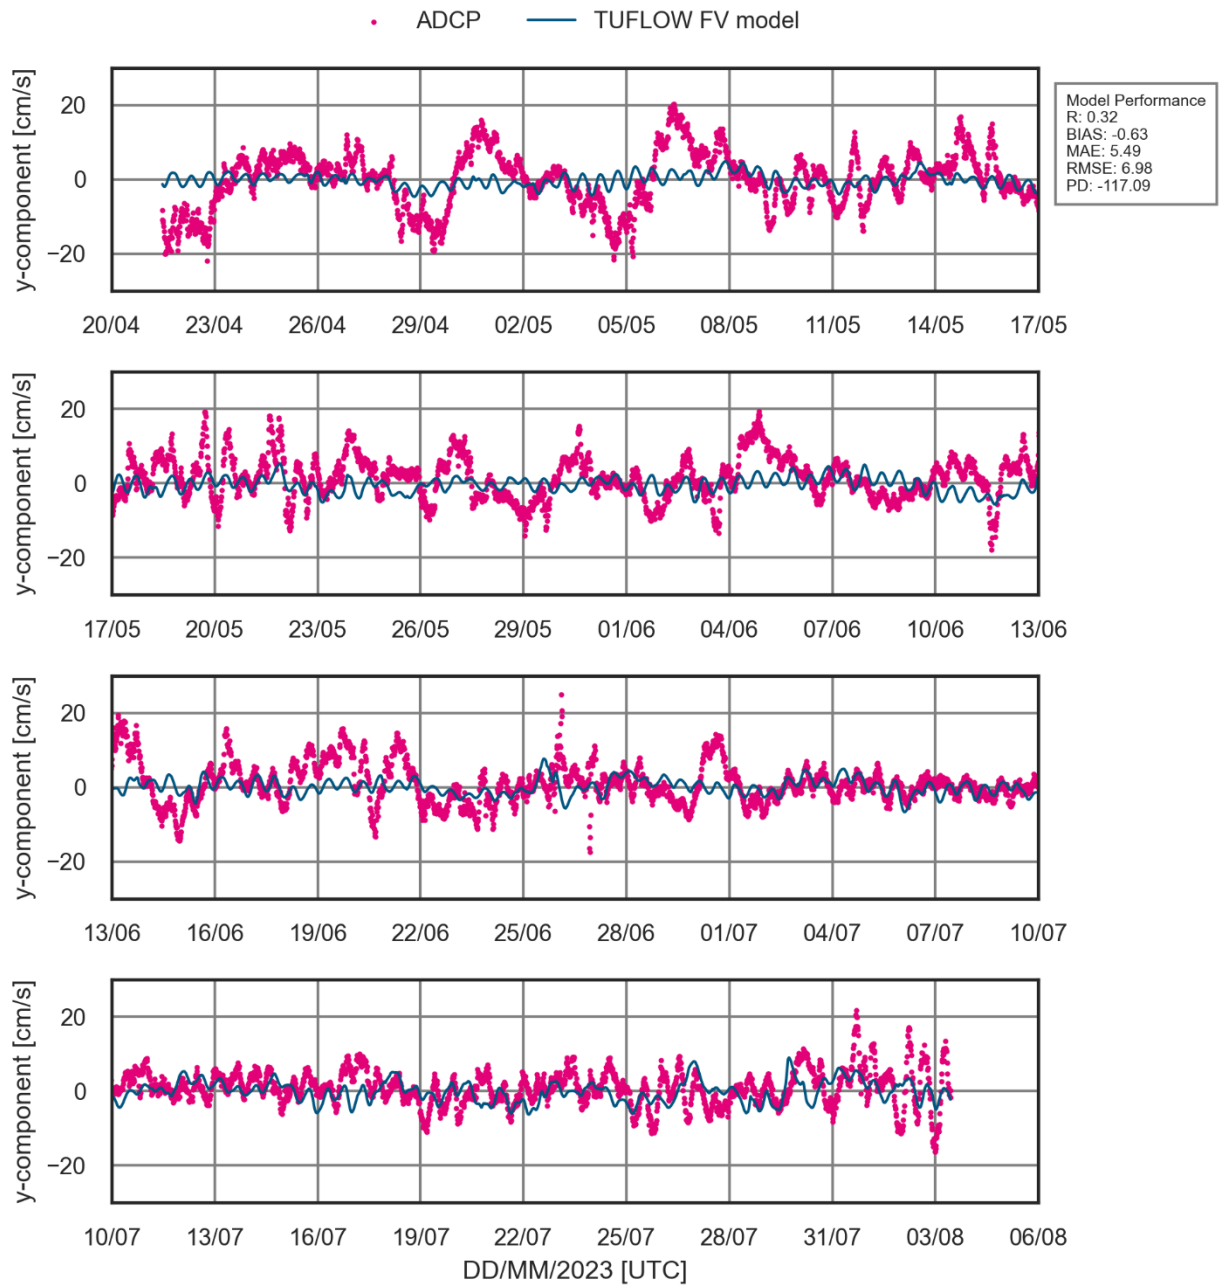 ADCP TUFLOW FV model
Model Performance
R: 0.32
BIAS: -0.63
MAE: 5.49
RMSE: 6.98
PD: -117.09
y-component [cm/s]
20
0
−20
20/04 23/04 26/04 29/04 02/05 05/05 08/05 11/05 14/05 17/05
y-component [cm/s]
20
0
−20
17/05 20/05 23/05 26/05 29/05 01/06 04/06 07/06 10/06 13/06
y-component [cm/s]
20
0
−20
13/06 16/06 19/06 22/06 25/06 28/06 01/07 04/07 07/07 10/07
y-component [cm/s]
20
0
−20
10/07 13/07 16/07 19/07 22/07 25/07 28/07 31/07 03/08 06/08
DD/MM/2023 [UTC]